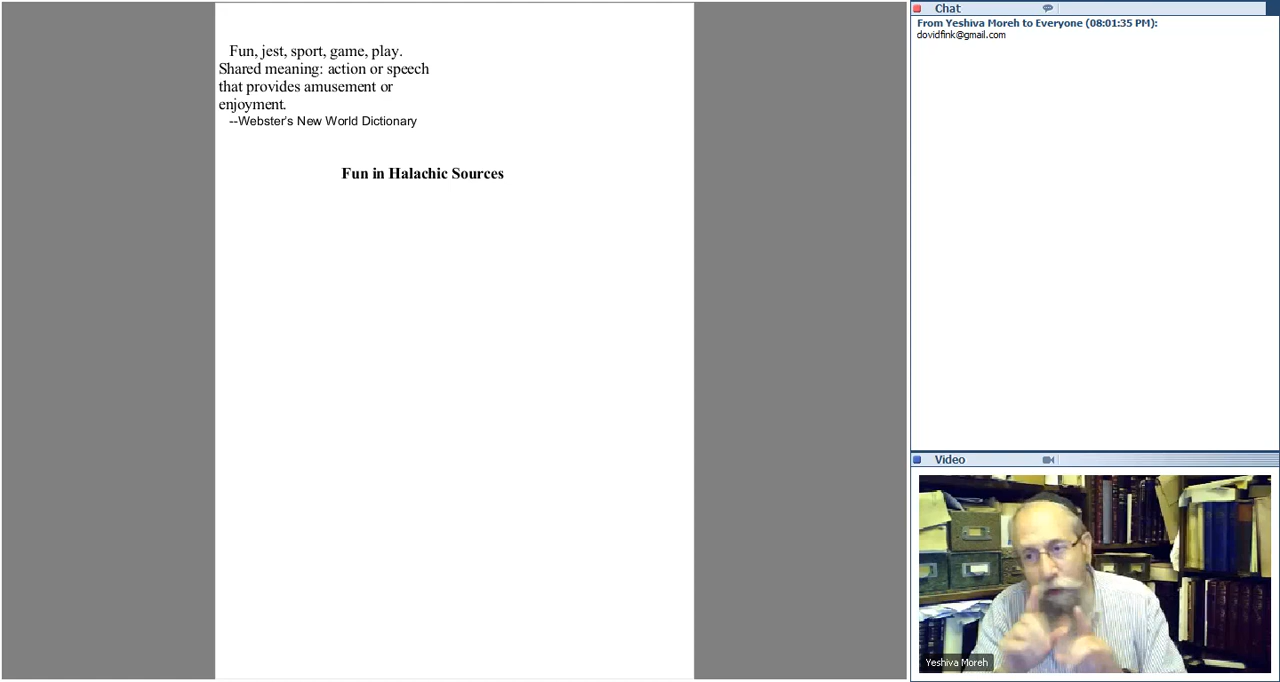 Fun, jest, sport, game, play.
Shared meaning: action or speech
that provides amusement or
enjoyment.
--Webster's New World Dictionary
Fun in Halachic Sources
Chat
From Yeshiva Moreh to Everyone (08:01:35 PM):
dovidfink@gmail.com
Video
Yeshiva Moreh